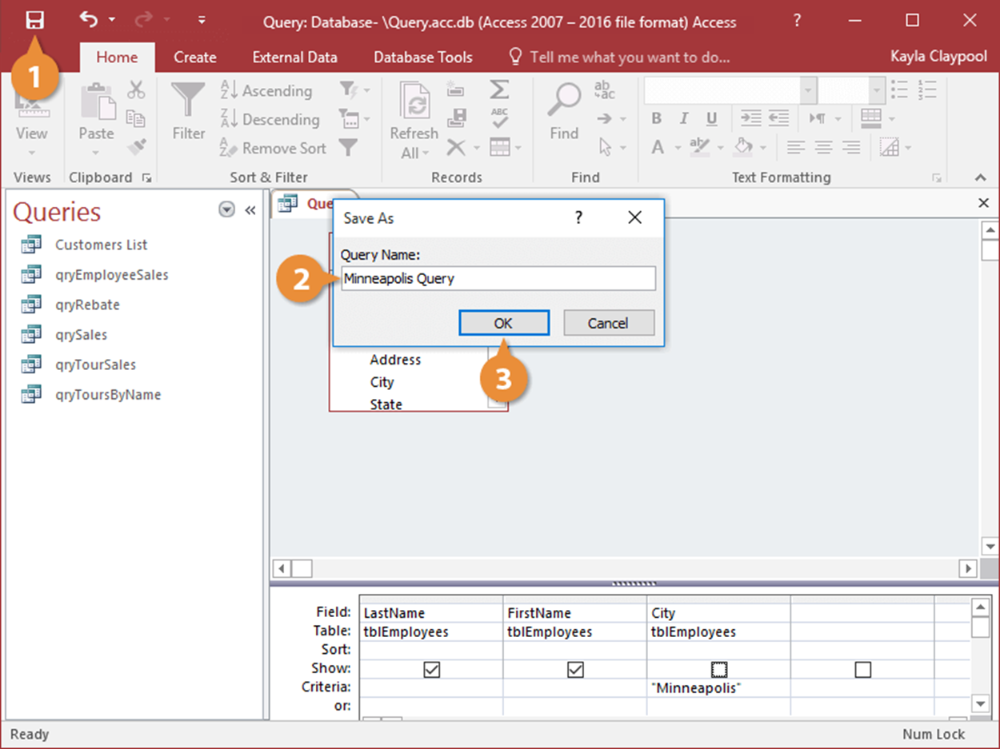 Query: Database- \Query.acc.db (Access 2007 – 2016 file format) Access
?
Home Create External Data Database Tools Tell me what you want to do... Kayla Claypool
1
View
Views
Paste
Clipboard
Filter
Ascending
Descending
Remove Sort
Sort & Filter
Refresh
All
ABC
Records
Find
ab
ac
Find
B I U
A
ab
Text Formatting
Queries
Customers List
qryEmployeeSales
qryRebate
qrySales
qryTourSales
qryToursByName
Que
Save As ?
Query Name:
2
Minneapolis Query
OK Cancel
3
Address
City
State
Field: LastName FirstName City
Table: tblEmployees tblEmployees tblEmployees
Sort:
Show:
Criteria: "Minneapolis"
or:
Ready Num Lock